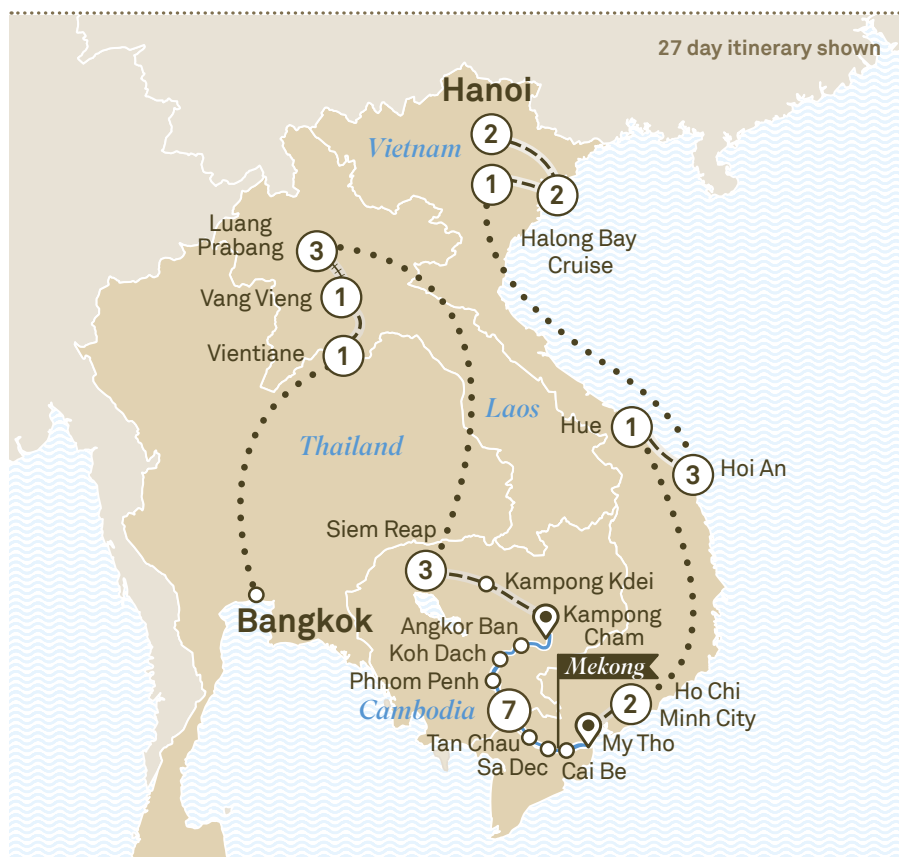 27 day itinerary shown
Hanoi
2
Vietnam
1
2
Halong Bay
Cruise
Luang
Prabang
3
Vang Vieng
1
Vientiane
1
Laos
Thailand
Hue
1
3
Hoi An
Siem Reap
3
Kampong Kdei
Bangkok
Kampong
Cham
Angkor Ban
Koh Dach
Mekong
Phnom Penh
Cambodia
7
2
Ho Chi
Minh City
Tan Chau
My Tho
Sa Dec
Cai Be